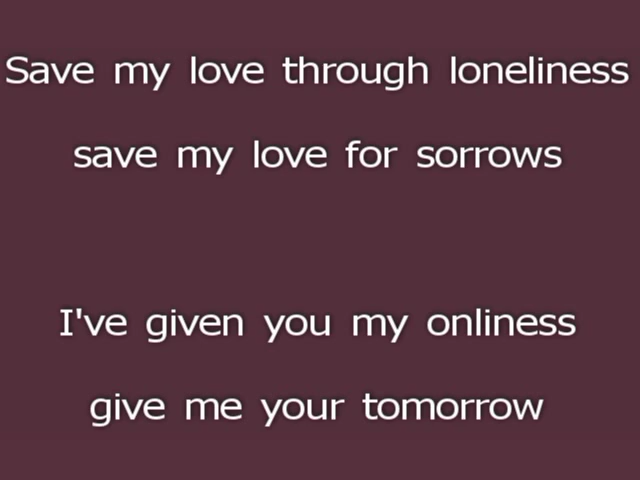 Save my love through loneliness
save my love for sorrows
I've given you my onliness
give me your tomorrow